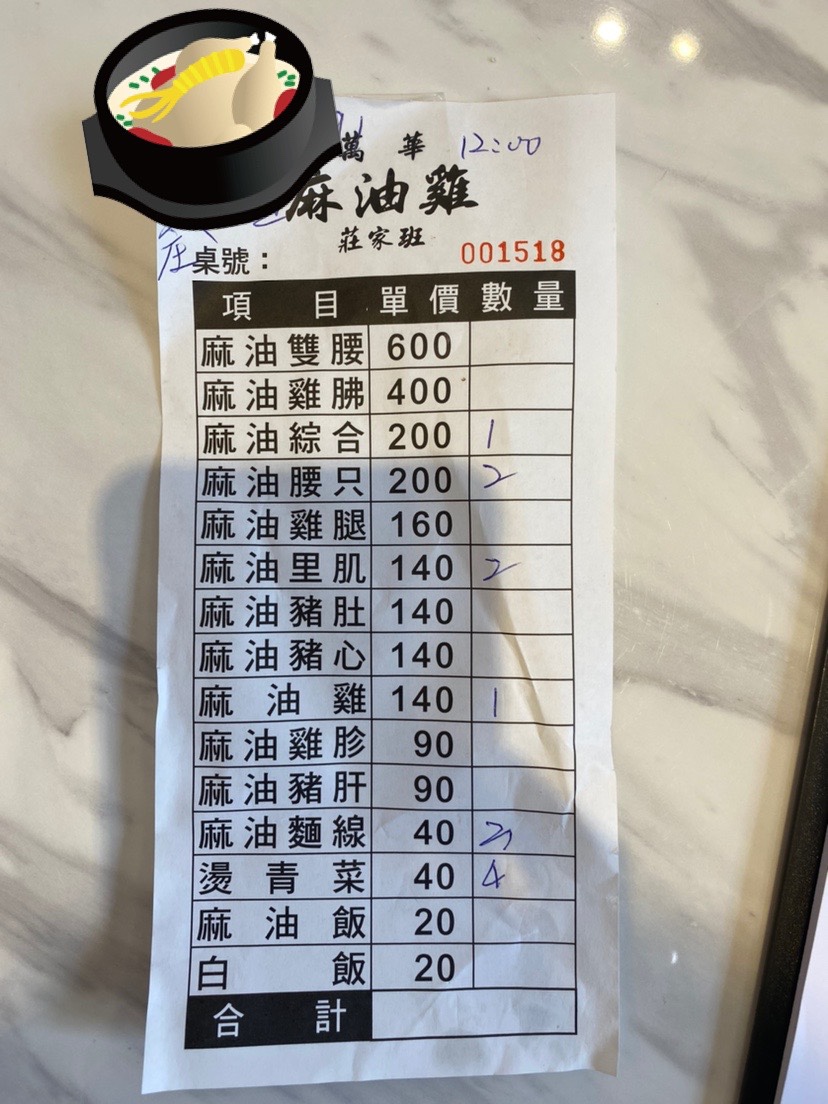 萬華 12:00
麻油雞
莊家班
桌號： 001518
項目 單價 數量
麻油雙腰 600
麻油雞胇 400
麻油綜合 200 1
麻油腰只 200 2
麻油雞腿 160
麻油里肌 140 2
麻油豬肚 140
麻油豬心 140
麻油雞 140 1
麻油雞胗 90
麻油豬肝 90
麻油麵線 40
燙青菜 40 4
麻油飯 20
白飯 20
合計